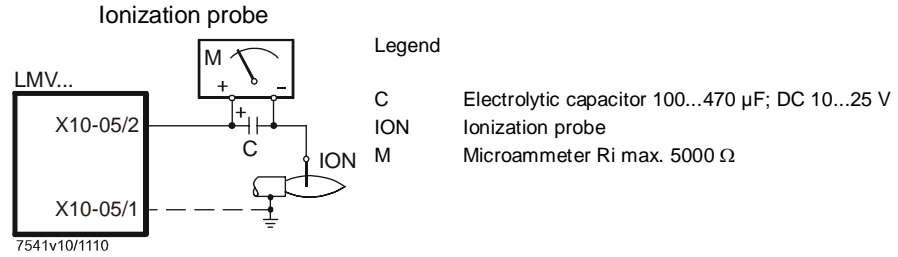 Ionization probe
Legend
M
+ –
LMV...
+
C Electrolytic capacitor 100...470 µF; DC 10...25 V
X10-05/2
ION Ionization probe
C
ION
M Microammeter Ri max. 5000 Ω
X10-05/1
7541v10/1110